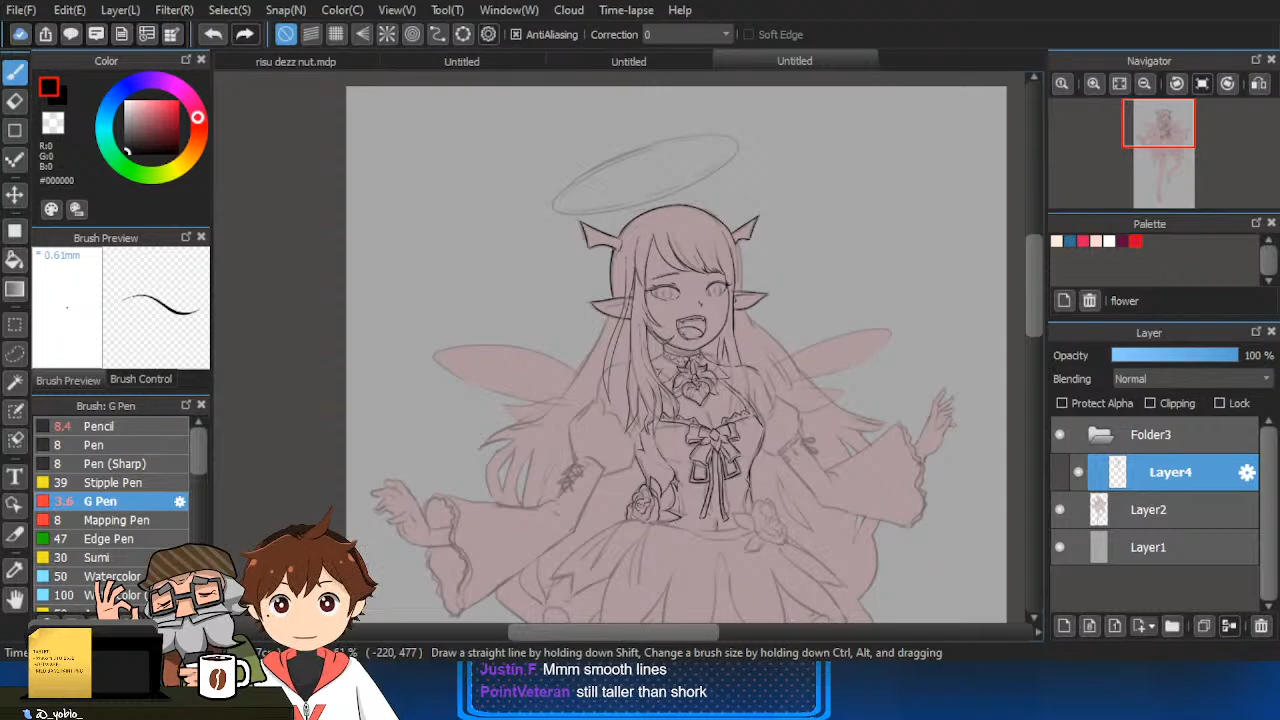 File(F) Edit(E) Layer(L) Filter(R) Select(S) Snap(N) Color(C) View(V) Tool(T) Window(W) Cloud Time-lapse Help
AntiAliasing Correction 0 Soft Edge
Color
risu dezz nut.mdp Untitled Untitled Untitled
Navigator
R:0
G:0
B:0
#000000
Brush Preview
0.61mm
Brush Preview Brush Control
Brush: G Pen
8.4 Pencil
8 Pen
8 Pen (Sharp)
39 Stipple Pen
3.6 G Pen
8 Mapping Pen
47 Edge Pen
30 Sumi
50 Watercolor
100
Palette
flower
Layer
Opacity 100 %
Blending Normal
Protect Alpha Clipping Lock
Folder3
Layer4
Layer2
Layer1
% (-220, 477) Draw a straight line by holding down Shift, Change a brush size by holding down Ctrl, Alt, and dragging
Justin F Mmm smooth lines
PointVeteran still taller than shork